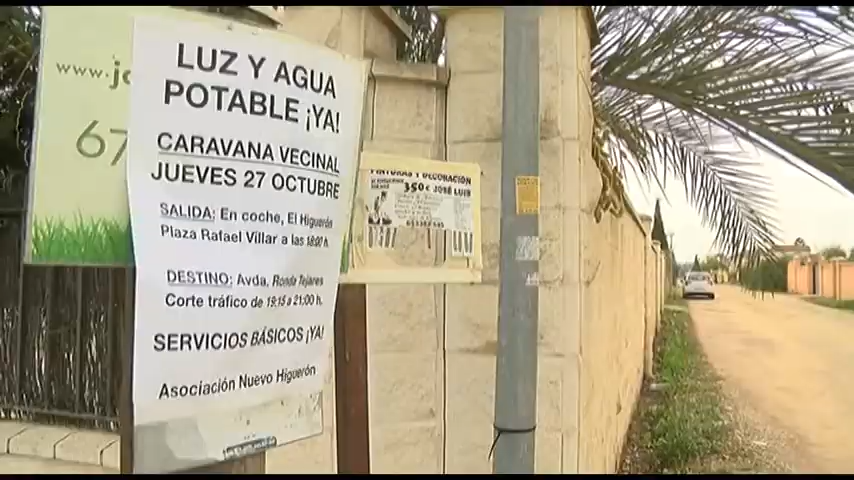 www.jo
67
LUZ Y AGUA
POTABLE ¡YA!
CARAVANA VECINAL
JUEVES 27 OCTUBRE
SALIDA: En coche, El Higuerón
Plaza Rafael Villar a las 18:00 h.
DESTINO: Avda. Ronda Tejares
Corte tráfico de 19:15 a 21:00 h.
SERVICIOS BÁSICOS ¡YA!
Asociación Nuevo Higuerón
PINTURAS Y DECORACIÓN
350 € JOSÉ LUIS